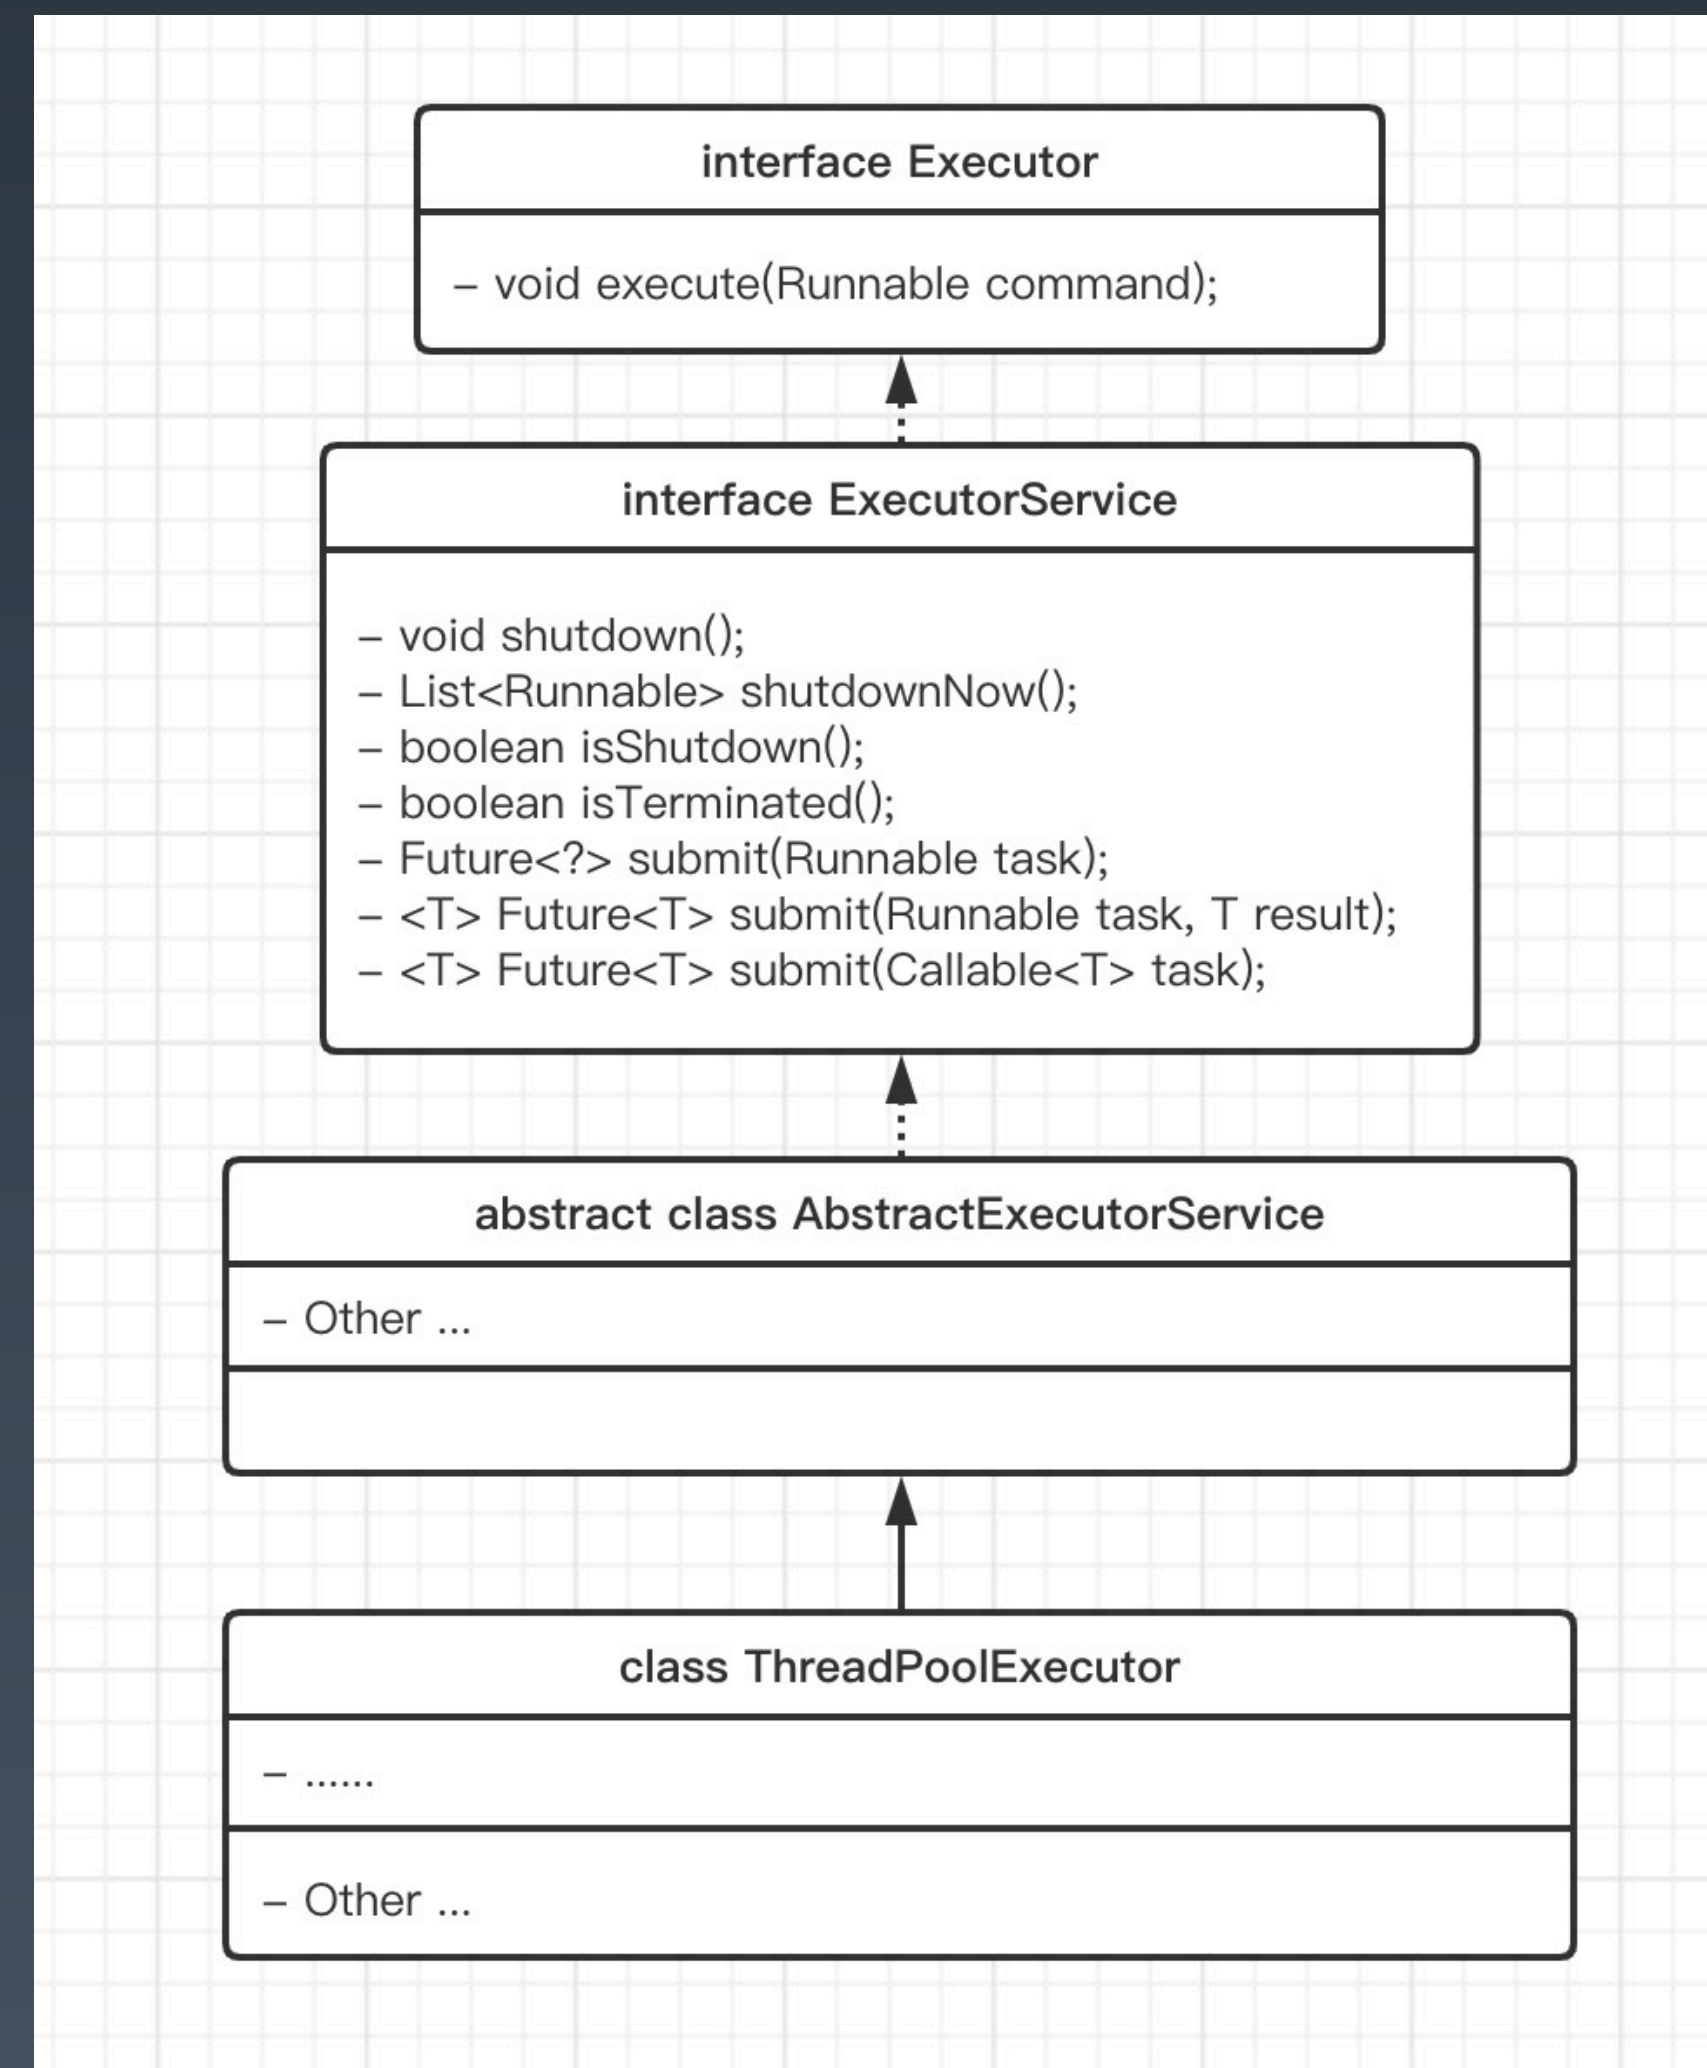 interface Executor
– void execute(Runnable command);
interface ExecutorService
– void shutdown();
– List<Runnable> shutdownNow();
– boolean isShutdown();
– boolean isTerminated();
– Future<?> submit(Runnable task);
– <T> Future<T> submit(Runnable task, T result);
– <T> Future<T> submit(Callable<T> task);
abstract class AbstractExecutorService
– Other ...
class ThreadPoolExecutor
– ......
– Other ...